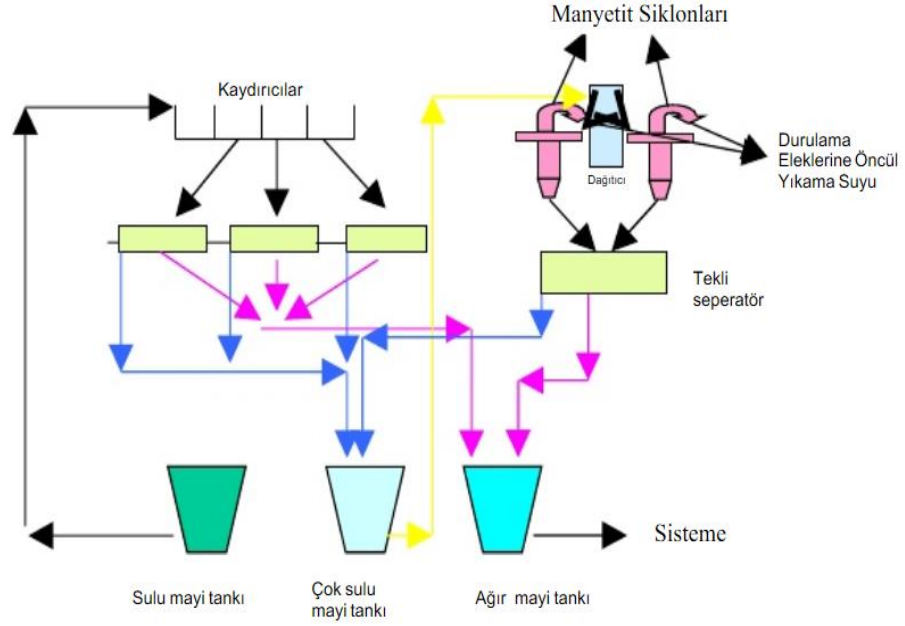 Manyetit Siklonları
Kaydırıcılar
Durulama
Eleklerine Öncül
Yıkama Suyu
Dağıtıcı
Tekli
seperatör
Sisteme
Sulu mayi tankı
Çok sulu
mayi tankı
Ağır mayi tankı